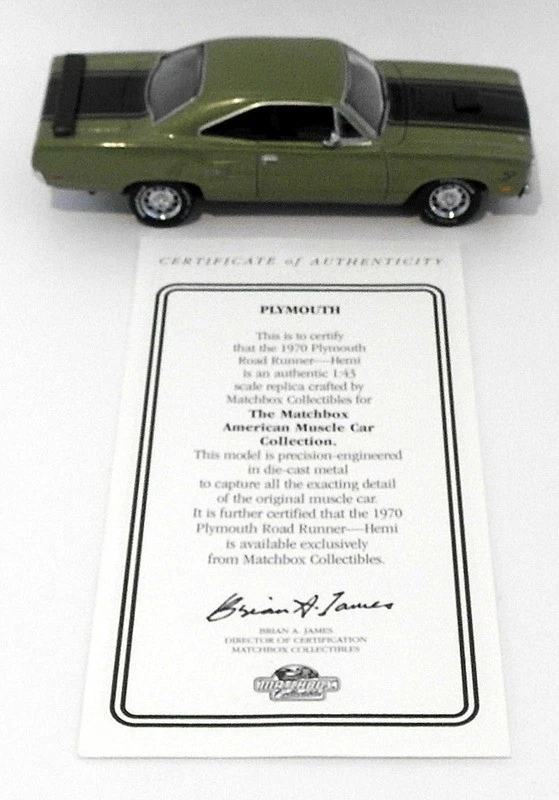 CERTIFICATE of AUTHENTICITY
PLYMOUTH
This is to certify
that the 1970 Plymouth
Road Runner—Hemi
is an authentic 1:43
scale replica crafted by
Matchbox Collectibles for
The Matchbox
American Muscle Car
Collection.
This model is precision-engineered
in die-cast metal
to capture all the exacting detail
of the original muscle car.
It is further certified that the 1970
Plymouth Road Runner—Hemi
is available exclusively
from Matchbox Collectibles.
Brian A. James
BRIAN A. JAMES
DIRECTOR OF CERTIFICATION
MATCHBOX COLLECTIBLES
MATCHBOX
Collectibles